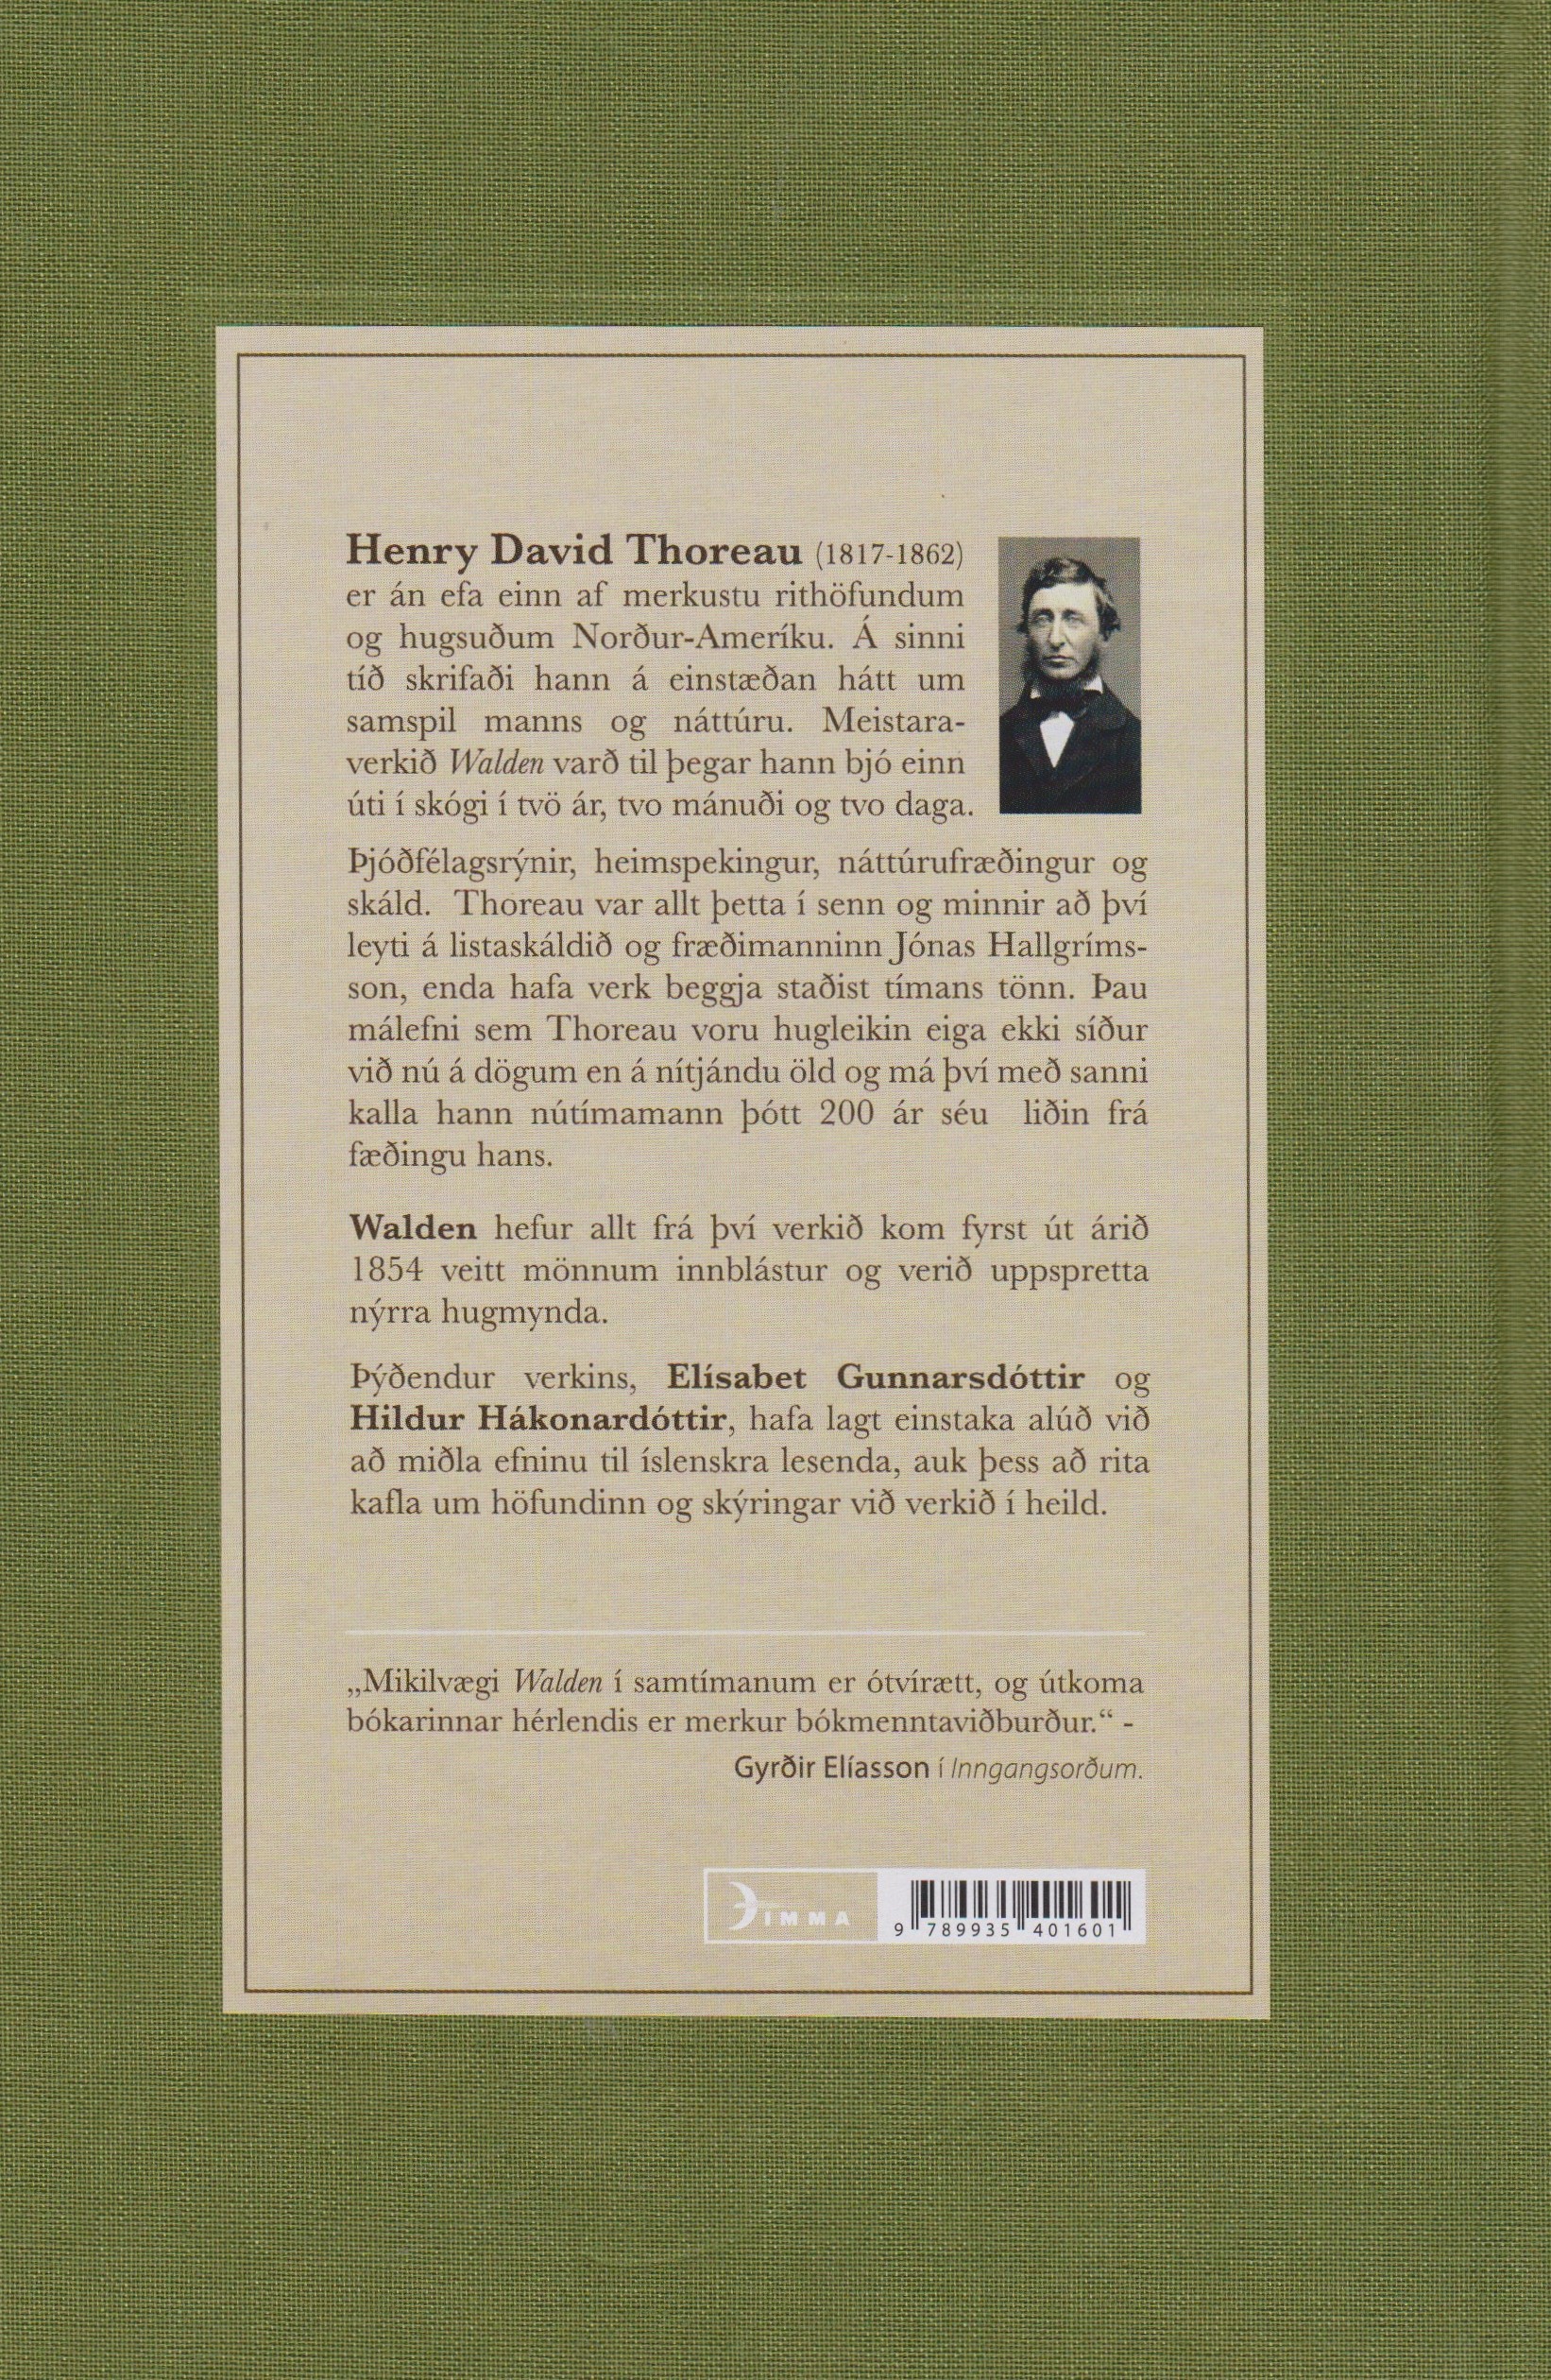 Henry David Thoreau (1817-1862)
er án efa einn af merkustu rithöfundum
og hugsuðum Norður-Ameríku. Á sinni
tíð skrifaði hann á einstæðan hátt um
samspil manns og náttúru. Meistara-
verkið Walden varð til þegar hann bjó einn
úti í skógi í tvö ár, tvo mánuði og tvo daga.
Þjóðfélagsrýnir, heimspekingur, náttúrufræðingur og
skáld. Thoreau var allt þetta í senn og minnir að því
leyti á listaskáldið og fræðimanninn Jónas Hallgríms-
son, enda hafa verk beggja staðist tímans tönn. Þau
málefni sem Thoreau voru hugleikin eiga ekki síður
við nú á dögum en á nítjándu öld og má því með sanni
kalla hann nútímamann þótt 200 ár séu liðin frá
fæðingu hans.
Walden hefur allt frá því verkið kom fyrst út árið
1854 veitt mönnum innblástur og verið uppspretta
nýrra hugmynda.
Þýðendur verkins, Elísabet Gunnarsdóttir og
Hildur Hákonardóttir, hafa lagt einstaka alúð við
að miðla efninu til íslenskra lesenda, auk þess að rita
kafla um höfundinn og skýringar við verkið í heild.
„Mikilvægi Walden í samtímanum er ótvírætt, og útkoma
bókarinnar hérlendis er merkur bókmenntaviðburður.“ -
Gyrðir Elíasson í Inngangsorðum.
DIMMA
9 789935 401601